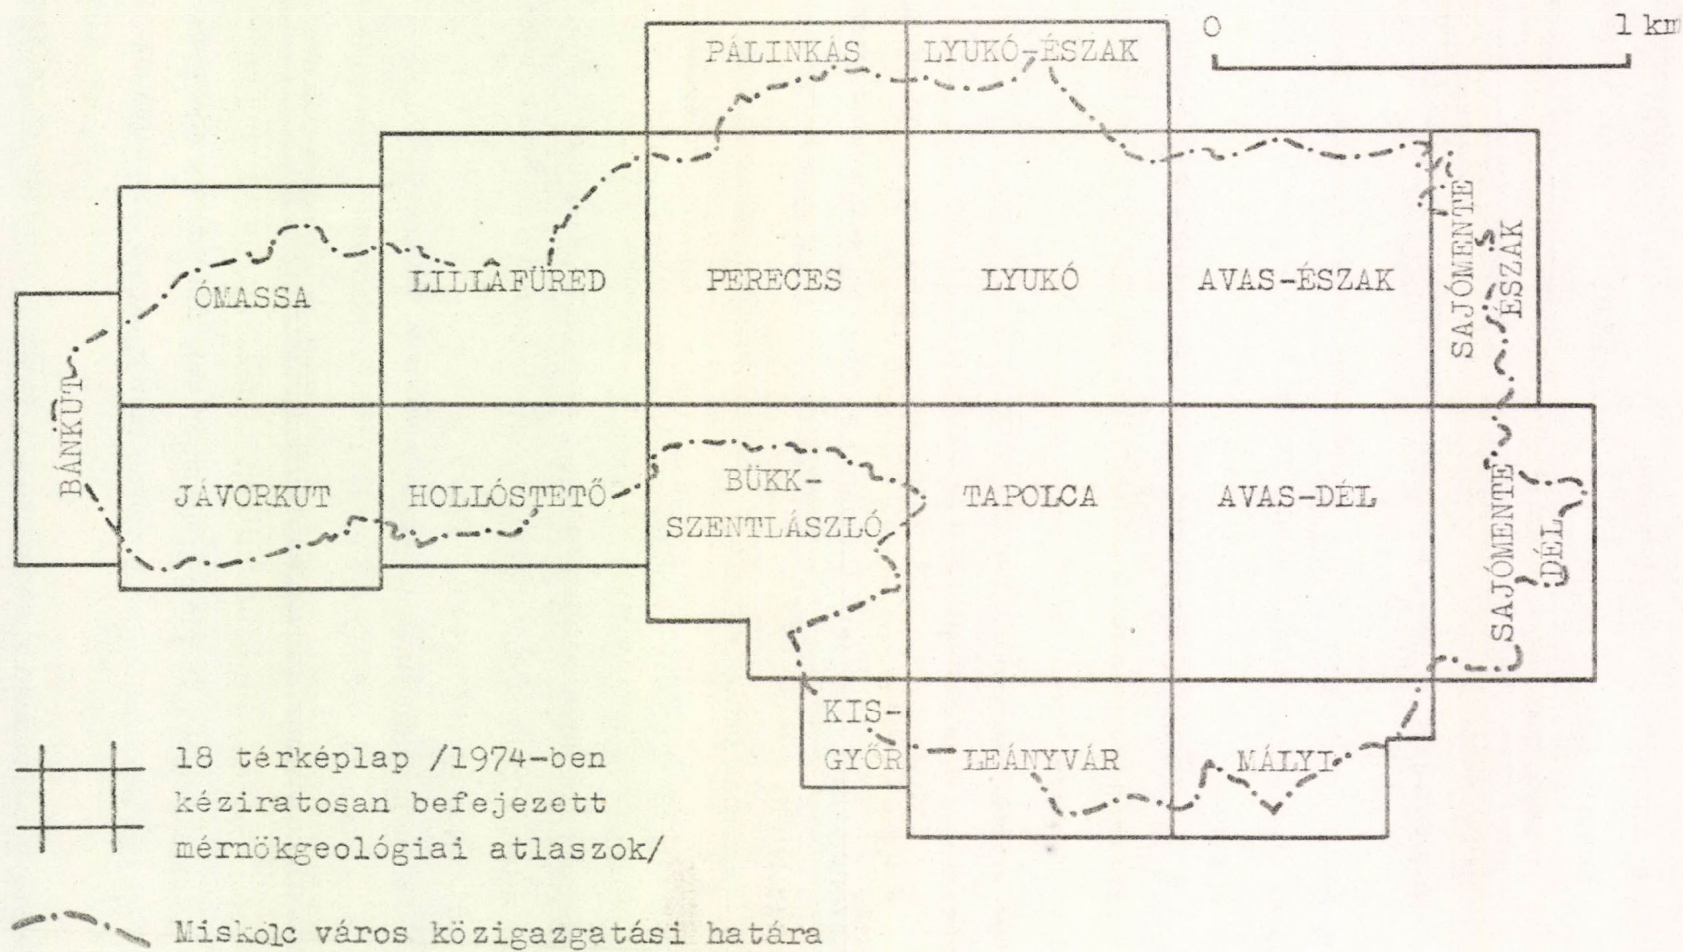 0 1 km
PÁLINKÁS
LYUKÓ-ÉSZAK
ÓMASSA
LILLAFÜRED
PERECES
LYUKÓ
AVAS-ÉSZAK
SAJÓMENTE
ÉSZAK
BÁNKUT
JÁVORKUT
HOLLÓSTETŐ
BÜKK-
SZENTLÁSZLÓ
TAPOLCA
AVAS-DÉL
SAJÓMENTE
DÉL
KIS-
GYŐR
LEÁNYVÁR
MÁLYI
18 térképlap /1974-ben
kéziratosan befejezett
mérnökgeológiai atlaszok/
Miskolc város közigazgatási határa